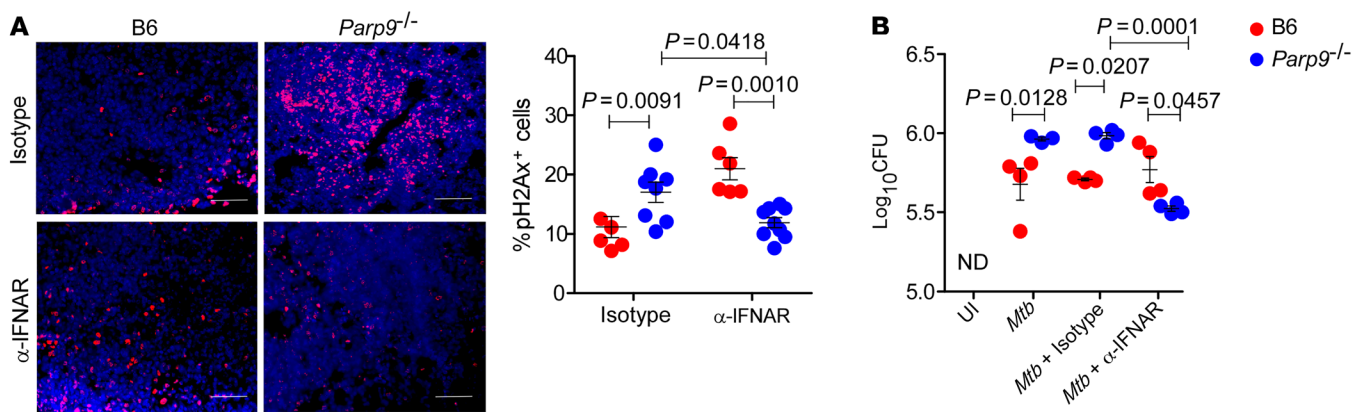 A
B6
Parp9-/-
Isotype
α-IFNAR
%pH2Ax+ cells
40
30
20
10
0
P = 0.0418
P = 0.0010
P = 0.0091
Isotype
α-IFNAR
B
P = 0.0001
P = 0.0207
P = 0.0128
P = 0.0457
B6
Parp9-/-
Log10CFU
6.0
5.5
5.0
ND
UI
Mtb
Mtb + Isotype
Mtb + α-IFNAR